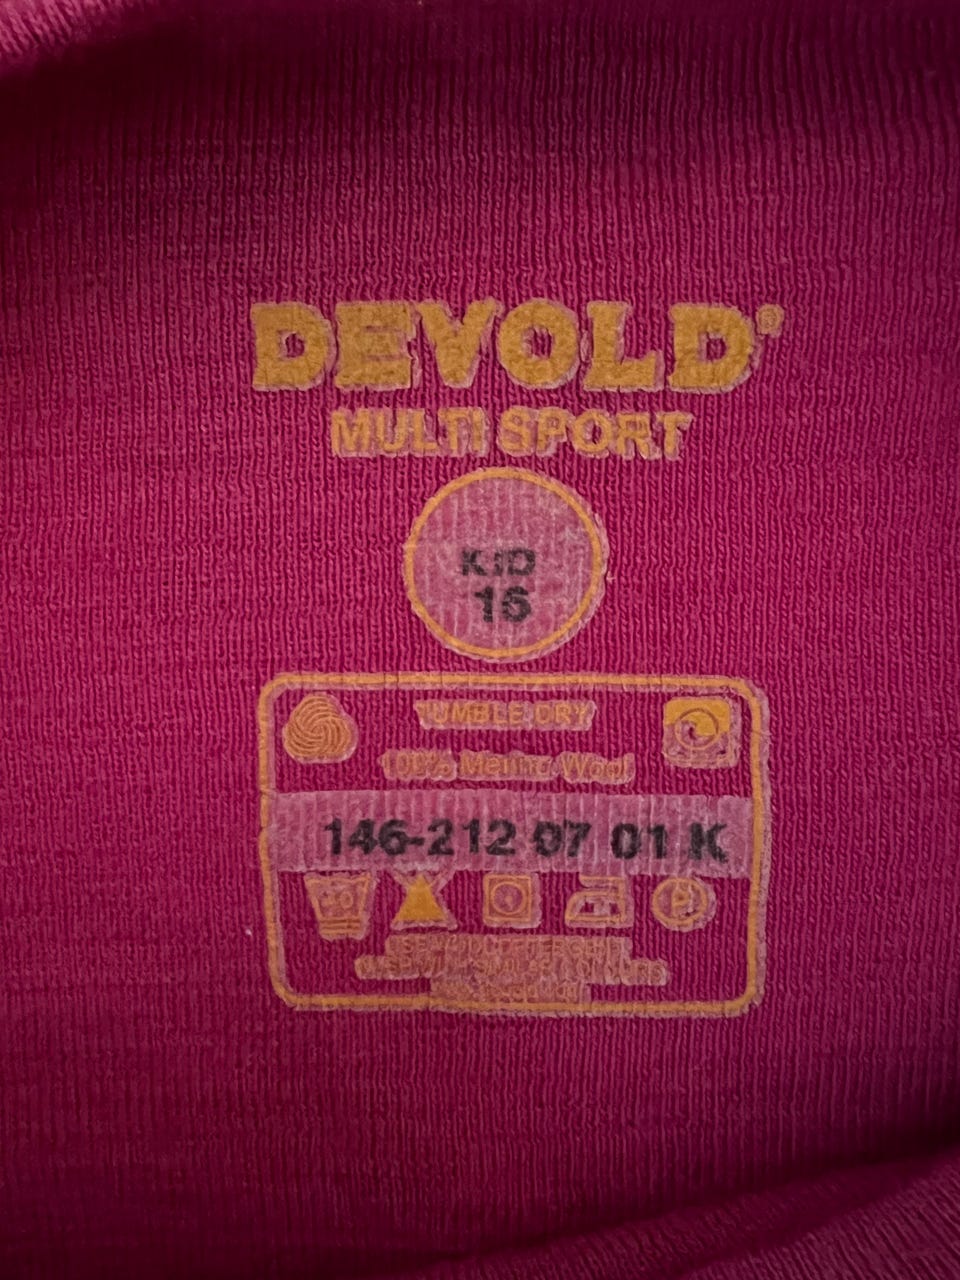 DEVOLD®
MULTI SPORT
KID
16
TUMBLE DRY
100% Merino Wool
146-212 07 01 K
P